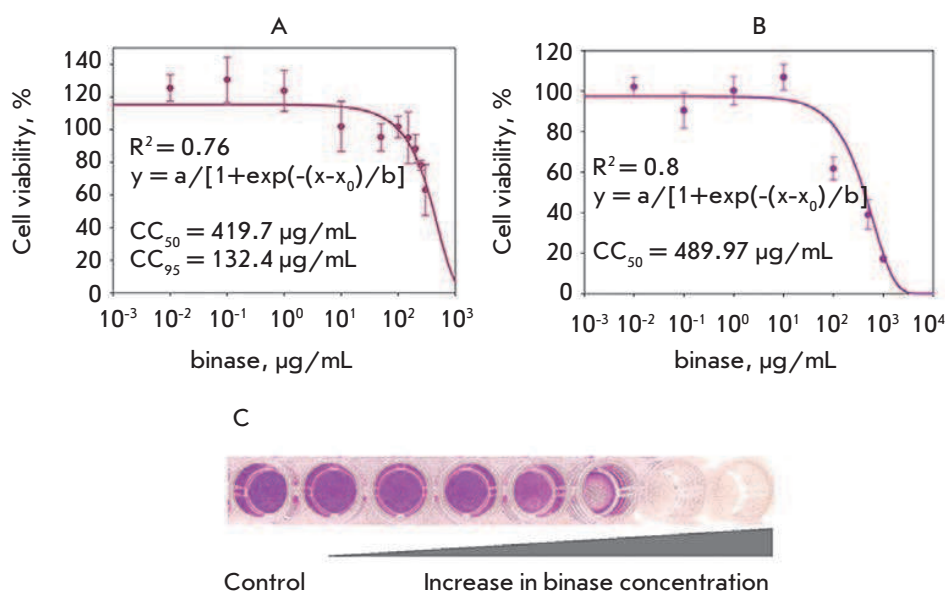 A
Cell viability, %
140
120
100
80
60
40
20
0
R² = 0.76
y = a/[1+exp(-(x-x₀)/b]
CC₅₀ = 419.7 µg/mL
CC₉₅ = 132.4 µg/mL
10⁻³ 10⁻² 10⁻¹ 10⁰ 10¹ 10² 10³
binase, µg/mL
B
Cell viability, %
120
100
80
60
40
20
0
R² = 0.8
y = a/[1+exp(-(x-x₀)/b]
CC₅₀ = 489.97 µg/mL
10⁻³ 10⁻² 10⁻¹ 10⁰ 10¹ 10² 10³ 10⁴
binase, µg/mL
C
Control Increase in binase concentration